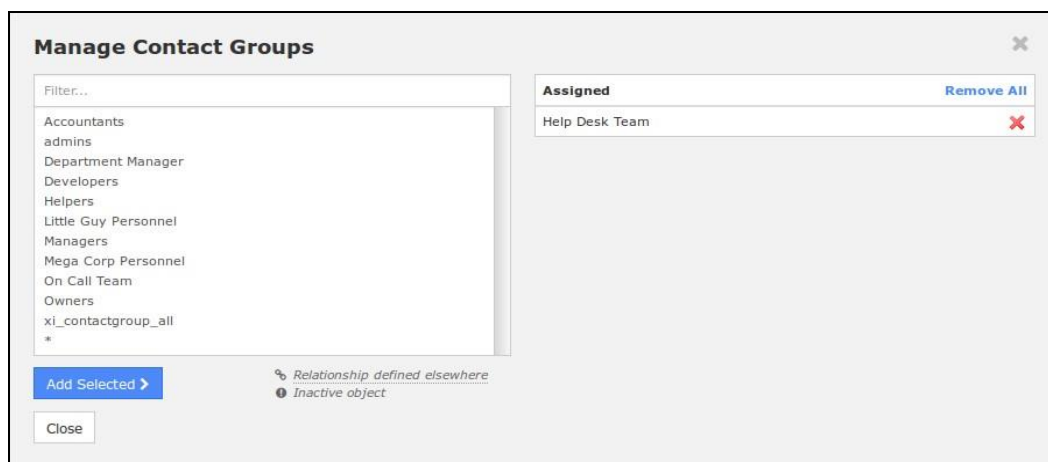 Manage Contact Groups
Filter...
Accountants
admins
Department Manager
Developers
Helpers
Little Guy Personnel
Managers
Mega Corp Personnel
On Call Team
Owners
xi_contactgroup_all
*
Assigned Remove All
Help Desk Team
Add Selected
Relationship defined elsewhere
Inactive object
Close